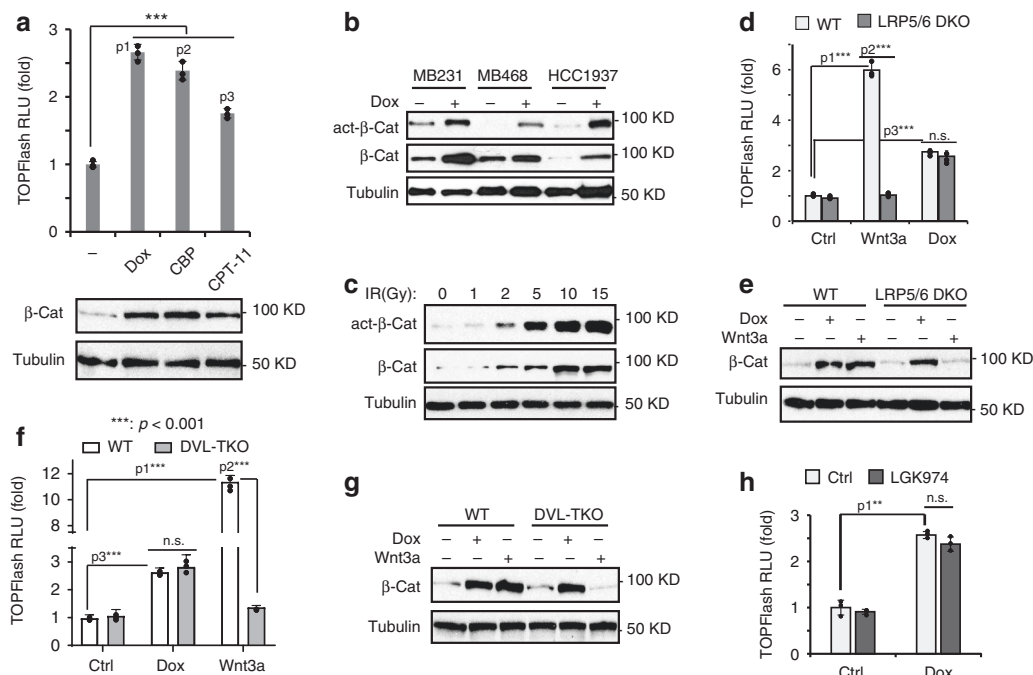 a
***
TOPFlash RLU (fold)
3
2
1
0
p1
p2
p3
–
Dox
CBP
CPT-11
β-Cat
100 KD
Tubulin
50 KD
b
MB231 MB468 HCC1937
Dox – + – + – +
act-β-Cat
100 KD
β-Cat
100 KD
Tubulin
50 KD
c
IR(Gy): 0 1 2 5 10 15
act-β-Cat
100 KD
β-Cat
100 KD
Tubulin
50 KD
d
WT LRP5/6 DKO
TOPFlash RLU (fold)
6
4
2
0
p1***
p2***
p3***
n.s.
Ctrl Wnt3a Dox
e
WT LRP5/6 DKO
Dox – + – – + –
Wnt3a – – + – – +
β-Cat
100 KD
Tubulin
50 KD
f
***: p < 0.001
WT DVL-TKO
TOPFlash RLU (fold)
12
10
3
2
1
0
p1***
p2***
p3***
n.s.
Ctrl Dox Wnt3a
g
WT DVL-TKO
Dox – + – – + –
Wnt3a – – + – – +
β-Cat
100 KD
Tubulin
50 KD
h
Ctrl LGK974
TOPFlash RLU (fold)
3
2
1
0
p1**
n.s.
Ctrl Dox